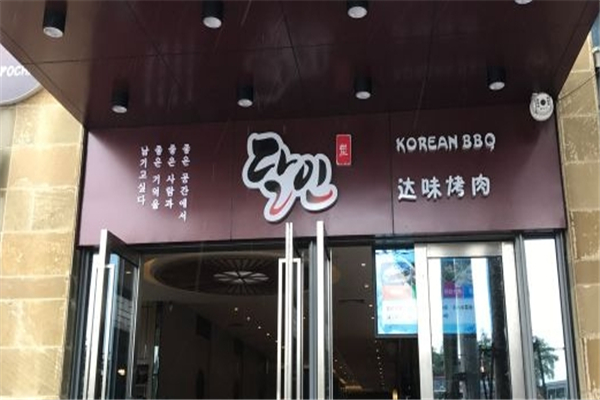 좋은 공간에서
좋은 사람과
좋은 기억을
남기고싶다
달인
KOREAN BBQ
达味烤肉